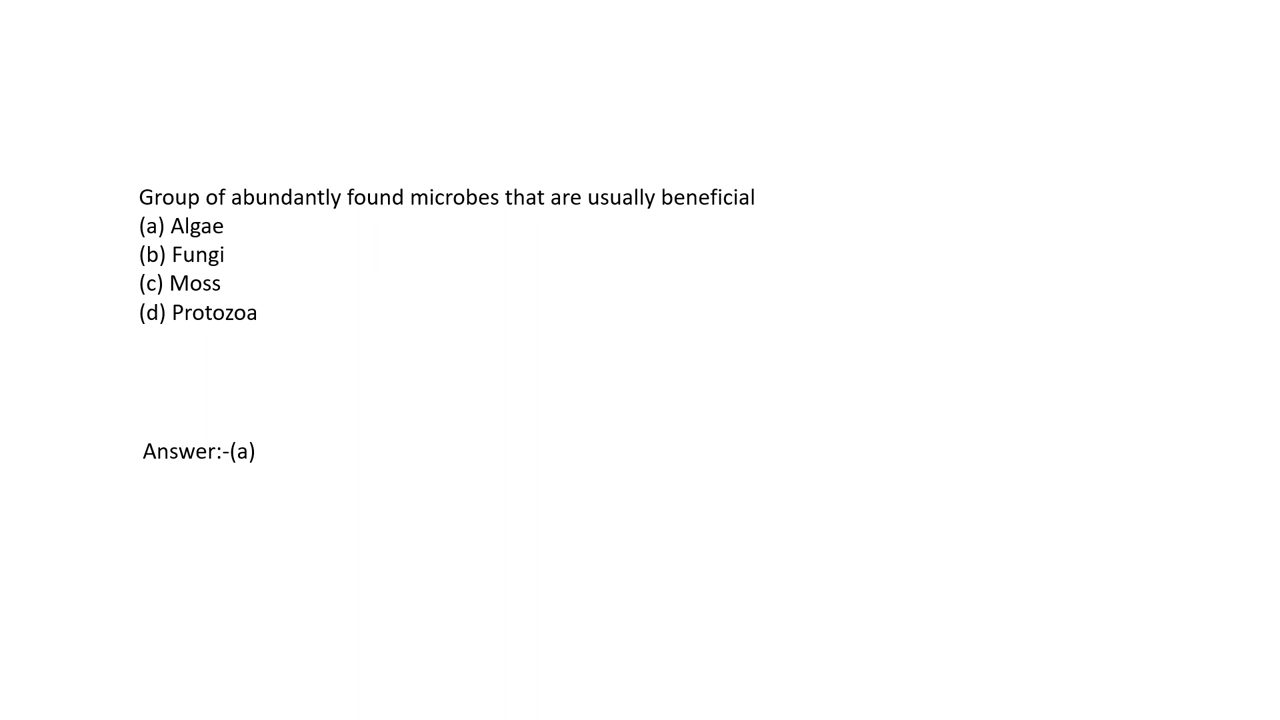 Group of abundantly found microbes that are usually beneficial
(a) Algae
(b) Fungi
(c) Moss
(d) Protozoa
Answer:-(a)